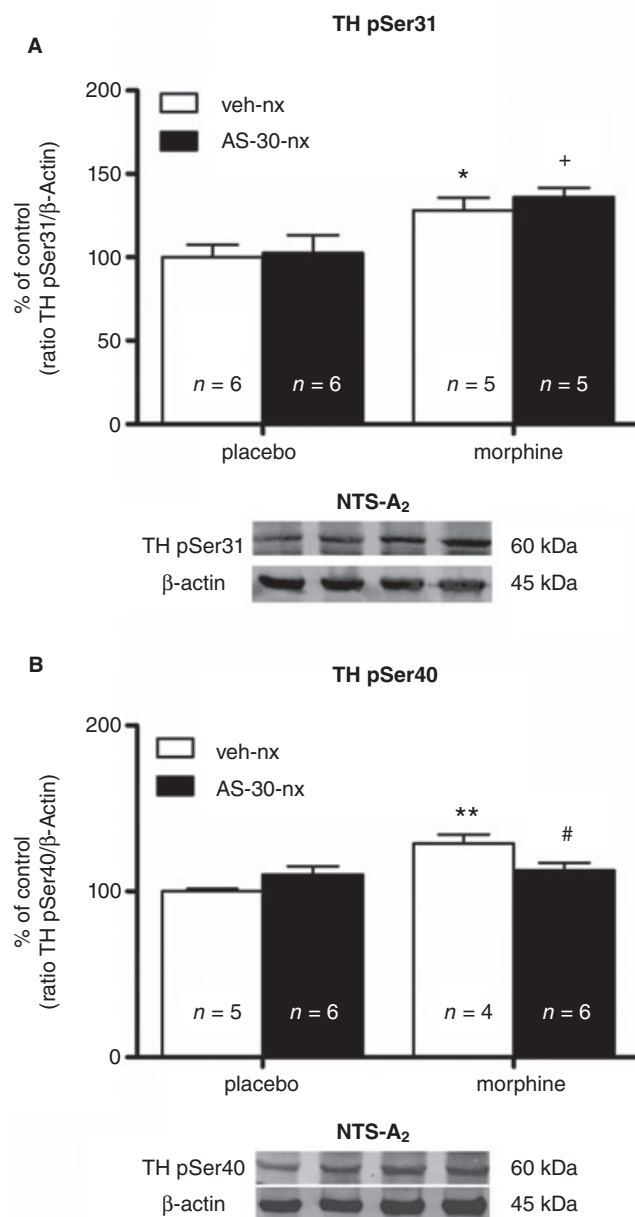 TH pSer31
A
200
150
100
50
0
% of control
(ratio TH pSer31/β-Actin)
veh-nx
AS-30-nx
*
+
n = 6
n = 6
n = 5
n = 5
placebo
morphine
NTS-A₂
TH pSer31
60 kDa
β-actin
45 kDa
B
TH pSer40
200
100
0
% of control
(ratio TH pSer40/β-Actin)
veh-nx
AS-30-nx
**
#
n = 5
n = 6
n = 4
n = 6
placebo
morphine
NTS-A₂
TH pSer40
60 kDa
β-actin
45 kDa